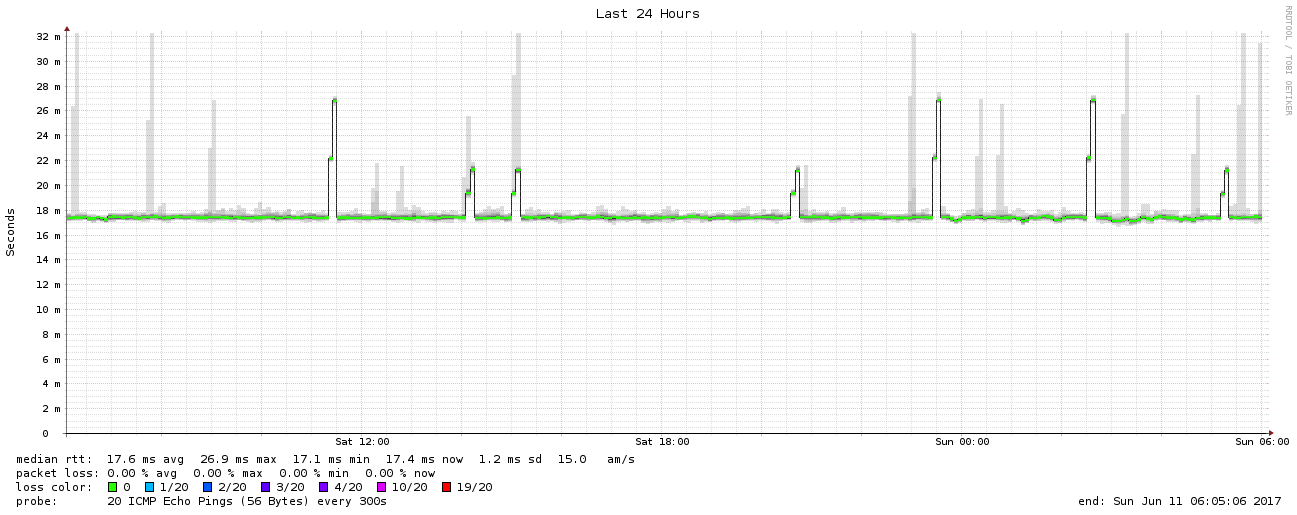 Last 24 Hours
RRDTOOL / TOBI OETIKER
Seconds
32 m
30 m
28 m
26 m
24 m
22 m
20 m
18 m
16 m
14 m
12 m
10 m
8 m
6 m
4 m
2 m
0
Sat 12:00 Sat 18:00 Sun 00:00 Sun 06:00
median rtt: 17.6 ms avg 26.9 ms max 17.1 ms min 17.4 ms now 1.2 ms sd 15.0 am/s
packet loss: 0.00 % avg 0.00 % max 0.00 % min 0.00 % now
loss color: 0 1/20 2/20 3/20 4/20 10/20 19/20
probe: 20 ICMP Echo Pings (56 Bytes) every 300s end: Sun Jun 11 06:05:06 2017